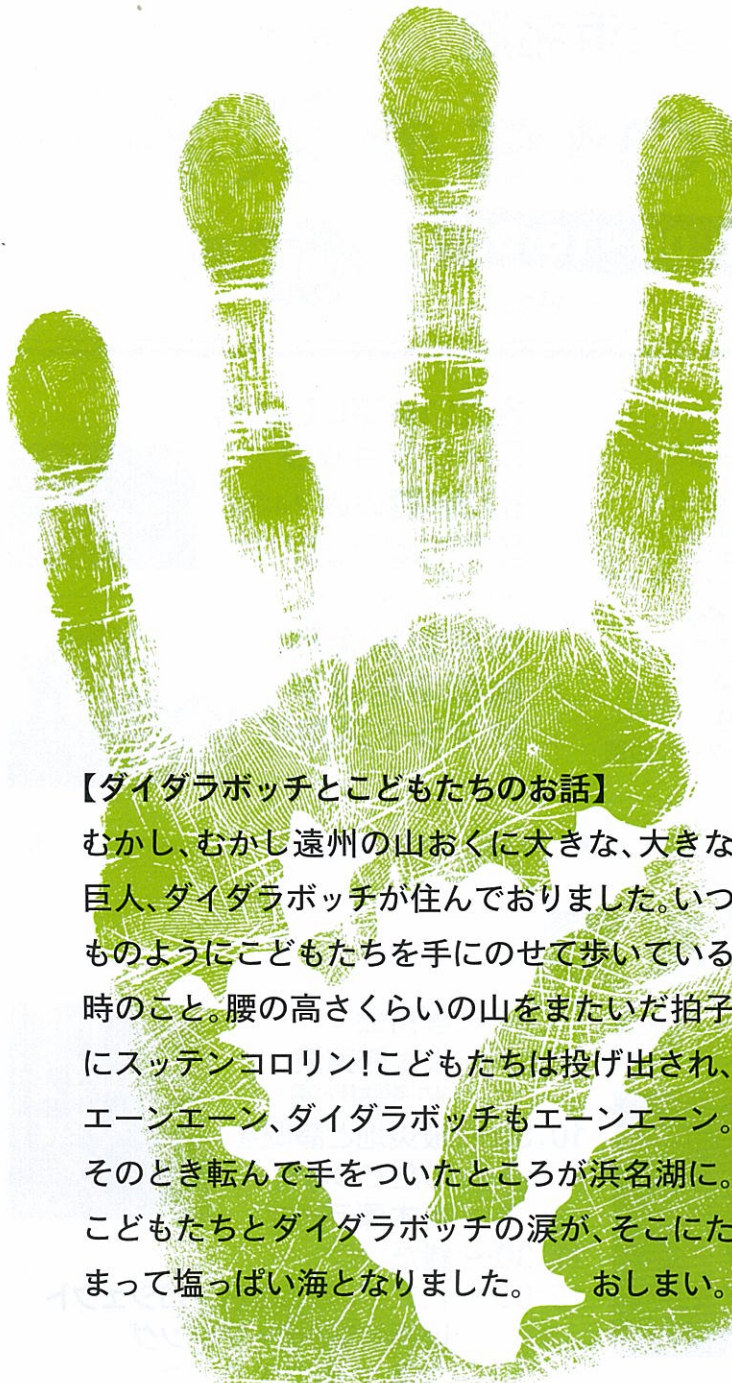 【ダイダラボッチとこどもたちのお話】
むかし、むかし遠州の山おくに大きな、大きな
巨人、ダイダラボッチが住んでおりました。いつ
ものようにこどもたちを手にのせて歩いている
時のこと。腰の高さくらいの山をまたいだ拍子
にスッテンコロリン!こどもたちは投げ出され、
エーンエーン、ダイダラボッチもエーンエーン。
そのとき転んで手をついたところが浜名湖に。
こどもたちとダイダラボッチの涙が、そこにた
まって塩っぱい海となりました。　おしまい。